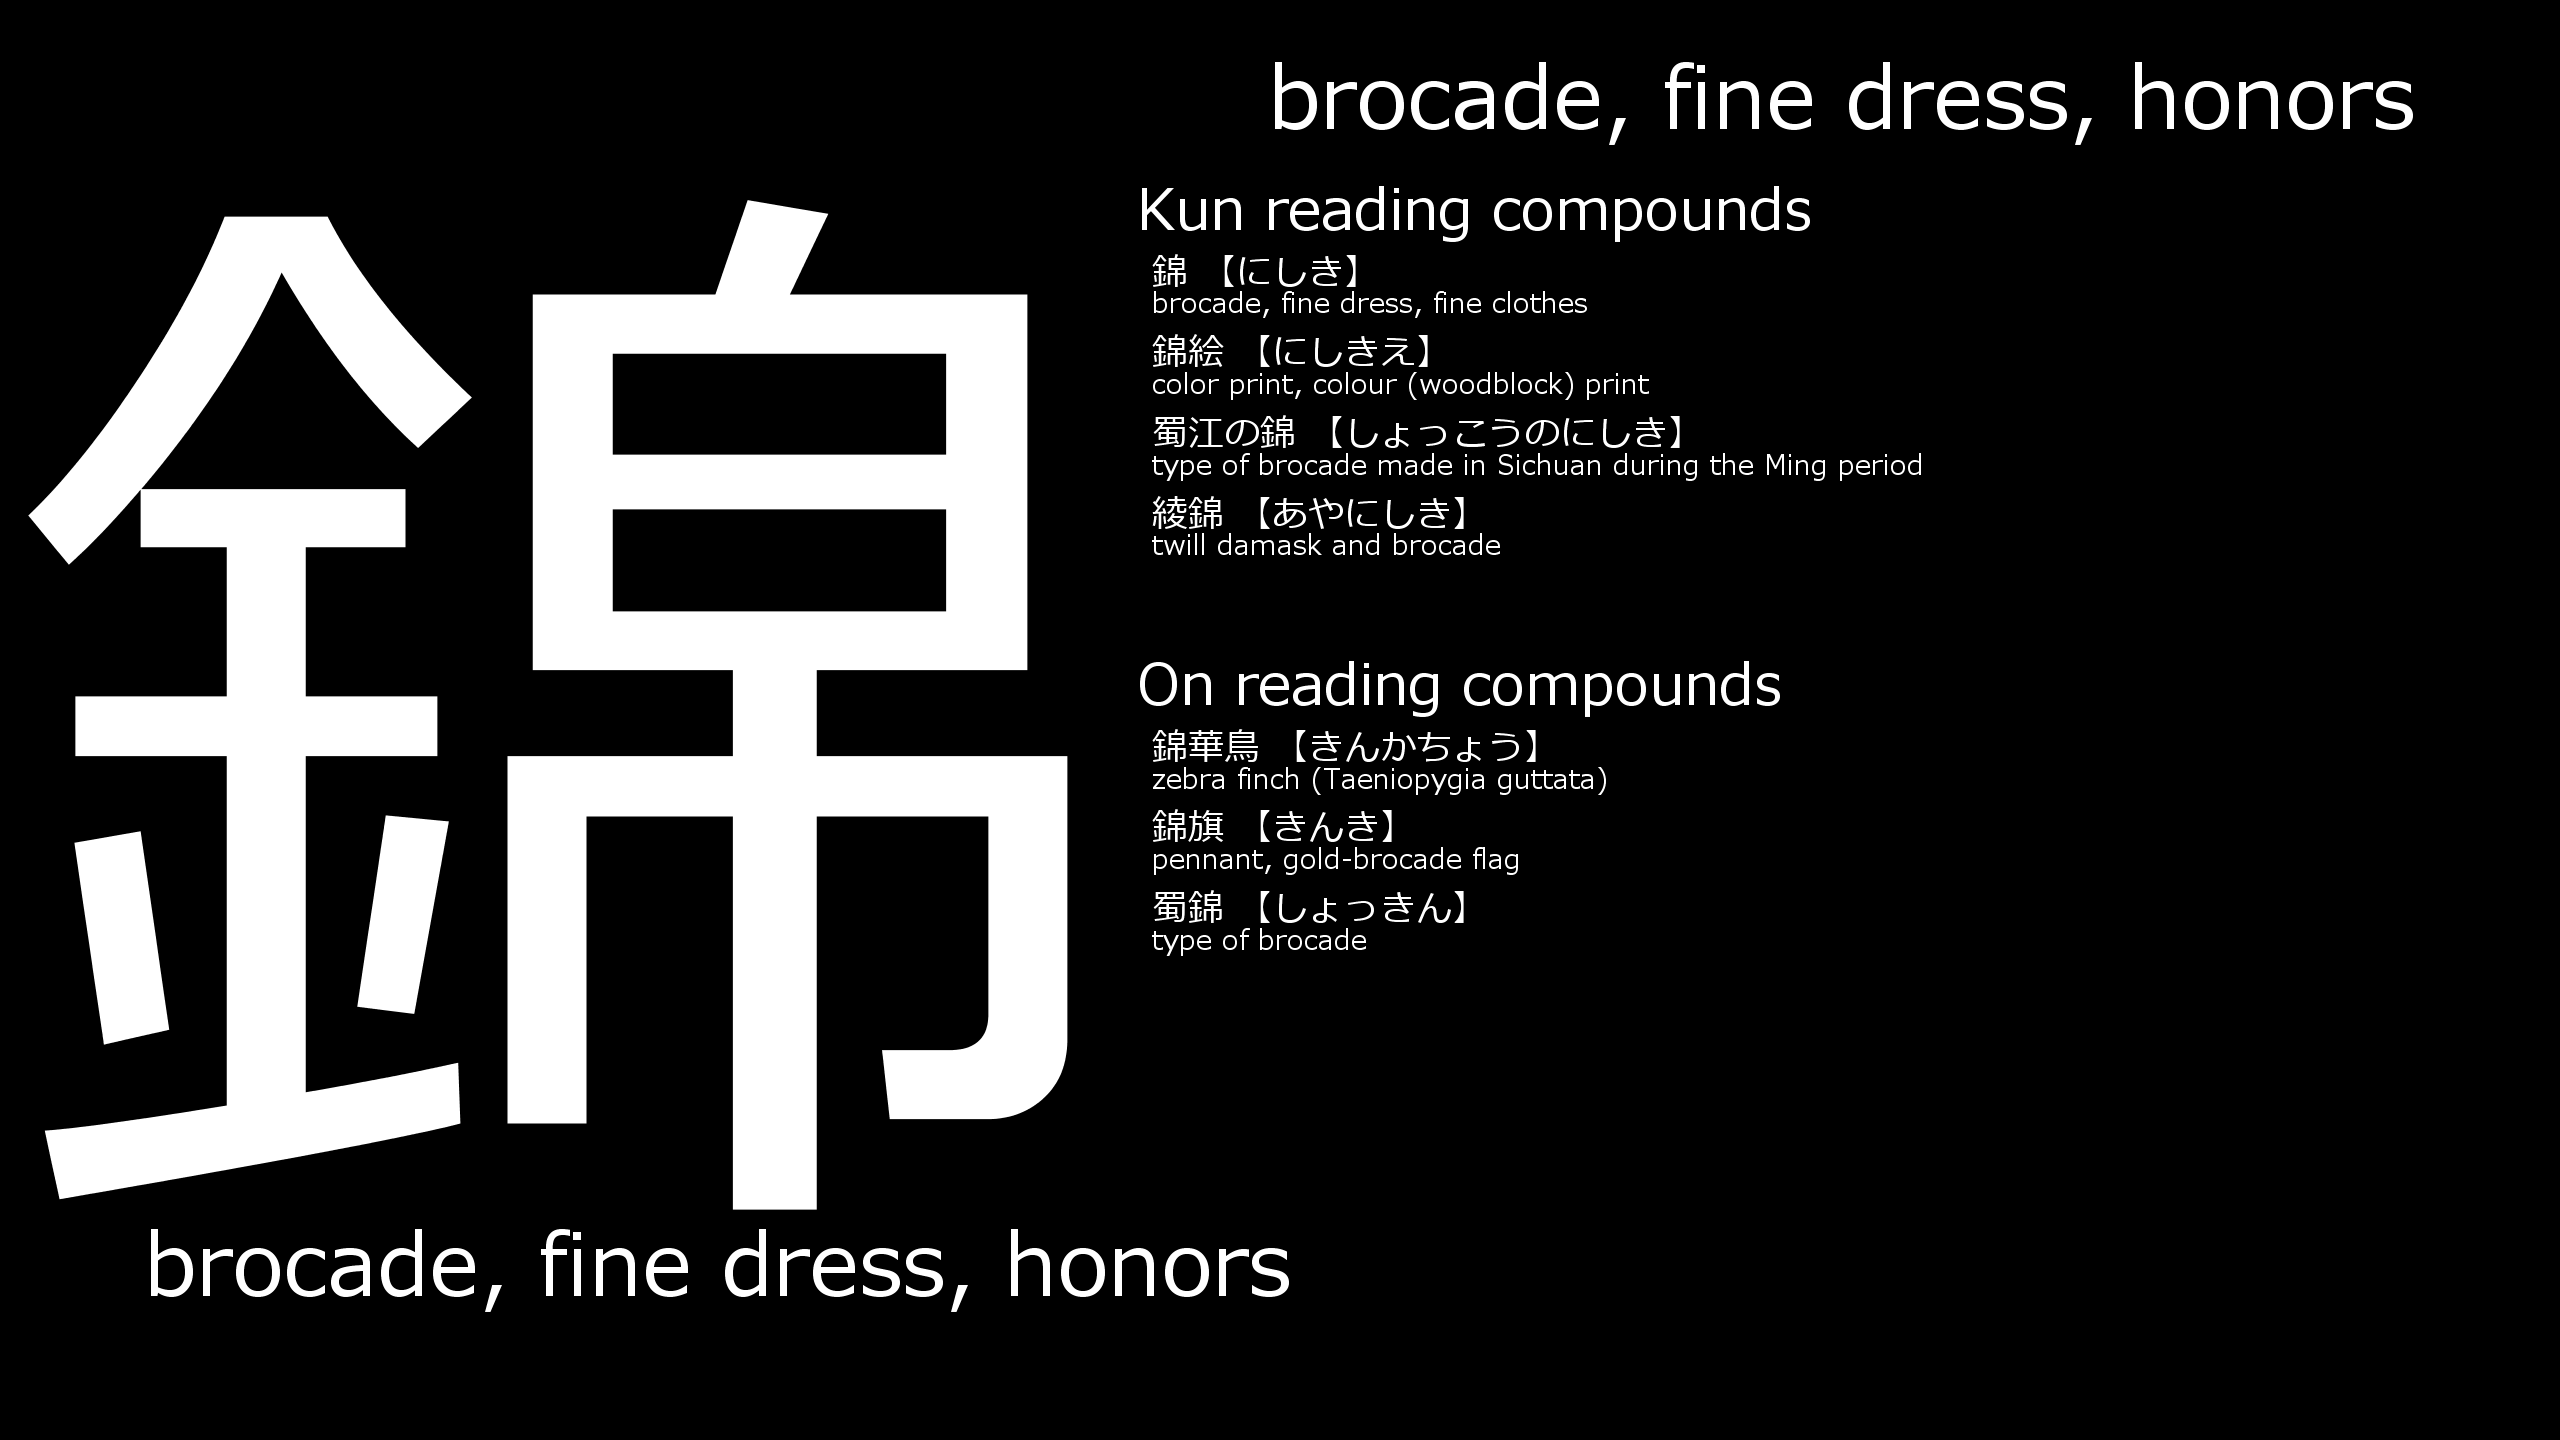 brocade, fine dress, honors
錦
Kun reading compounds
錦 【にしき】
brocade, fine dress, fine clothes
錦絵 【にしきえ】
color print, colour (woodblock) print
蜀江の錦 【しょっこうのにしき】
type of brocade made in Sichuan during the Ming period
綾錦 【あやにしき】
twill damask and brocade
On reading compounds
錦華鳥 【きんかちょう】
zebra finch (Taeniopygia guttata)
錦旗 【きんき】
pennant, gold-brocade flag
蜀錦 【しょっきん】
type of brocade
brocade, fine dress, honors